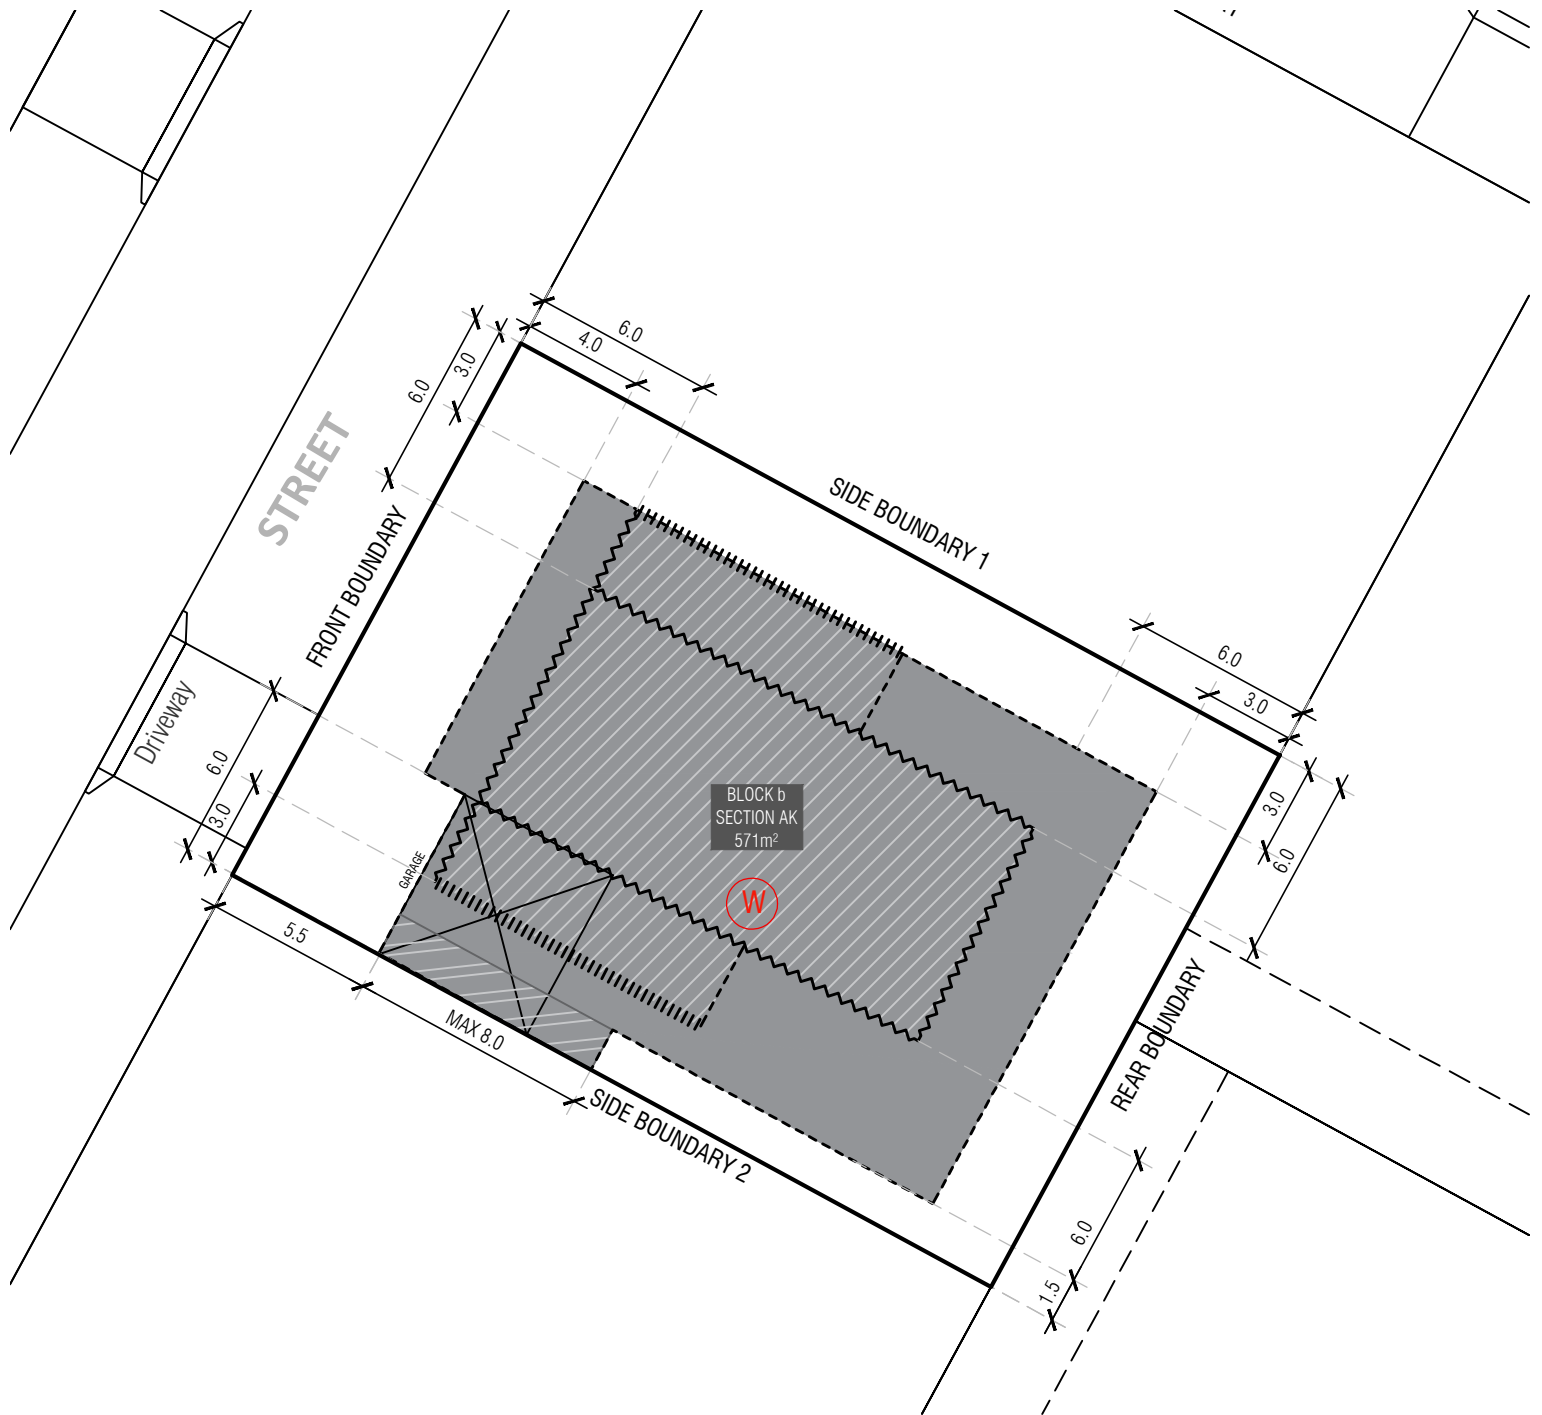 6.0
4.0
6.0
3.0
STREET
SIDE BOUNDARY 1
FRONT BOUNDARY
6.0
3.0
Driveway
6.0
3.0
BLOCK b
SECTION AK
571m²
3.0
6.0
GARAGE
W
5.5
MAX 8.0
REAR BOUNDARY
SIDE BOUNDARY 2
6.0
1.5